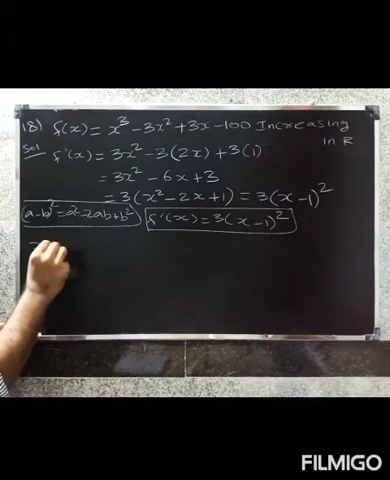 18) f(x) = x³ - 3x² + 3x - 100 Increasing
in R
Sol f'(x) = 3x² - 3(2x) + 3(1)
= 3x² - 6x + 3
= 3(x² - 2x + 1) = 3(x - 1)²
(a-b)² = a² - 2ab + b² f'(x) = 3(x - 1)²
FILMIGO